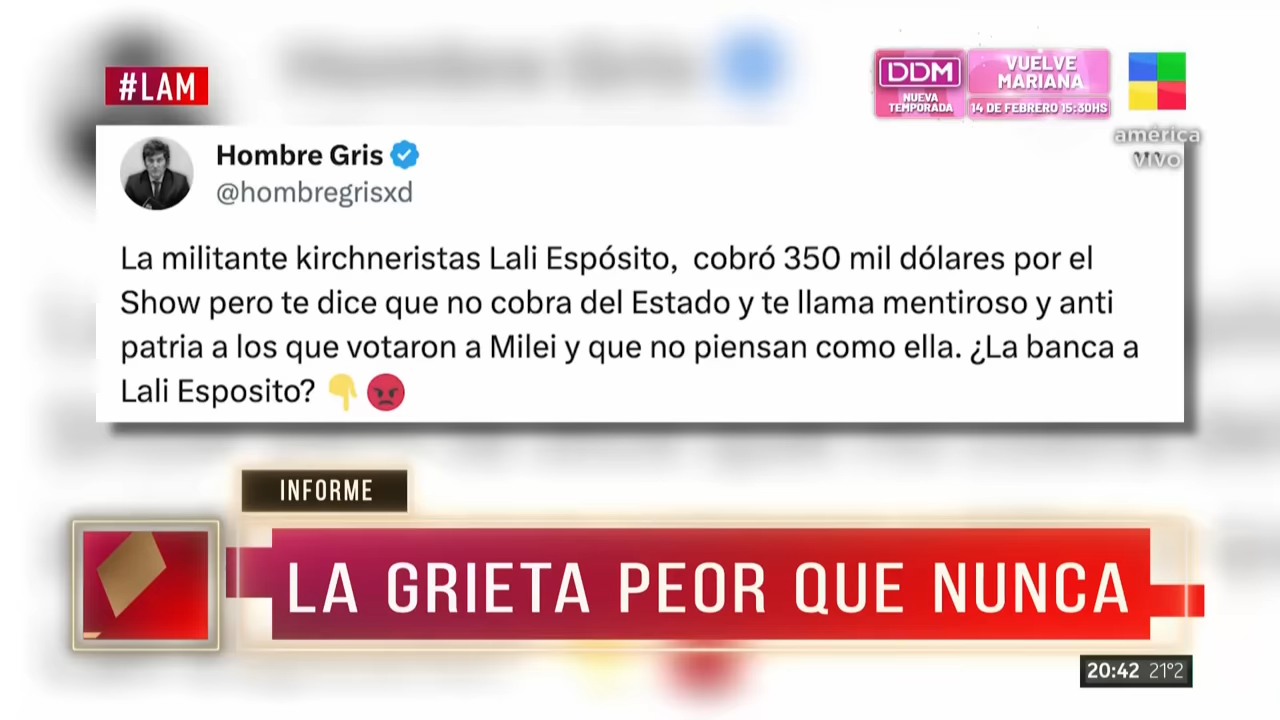 #LAM
DDM
NUEVA
TEMPORADA
VUELVE
MARIANA
14 DE FEBRERO 15:30HS
américa
VIVO
Hombre Gris
@hombregrisxd
La militante kirchneristas Lali Espósito, cobró 350 mil dólares por el
Show pero te dice que no cobra del Estado y te llama mentiroso y anti
patria a los que votaron a Milei y que no piensan como ella. ¿La banca a
Lali Esposito? 👇😡
INFORME
LA GRIETA PEOR QUE NUNCA
20:42 21°2